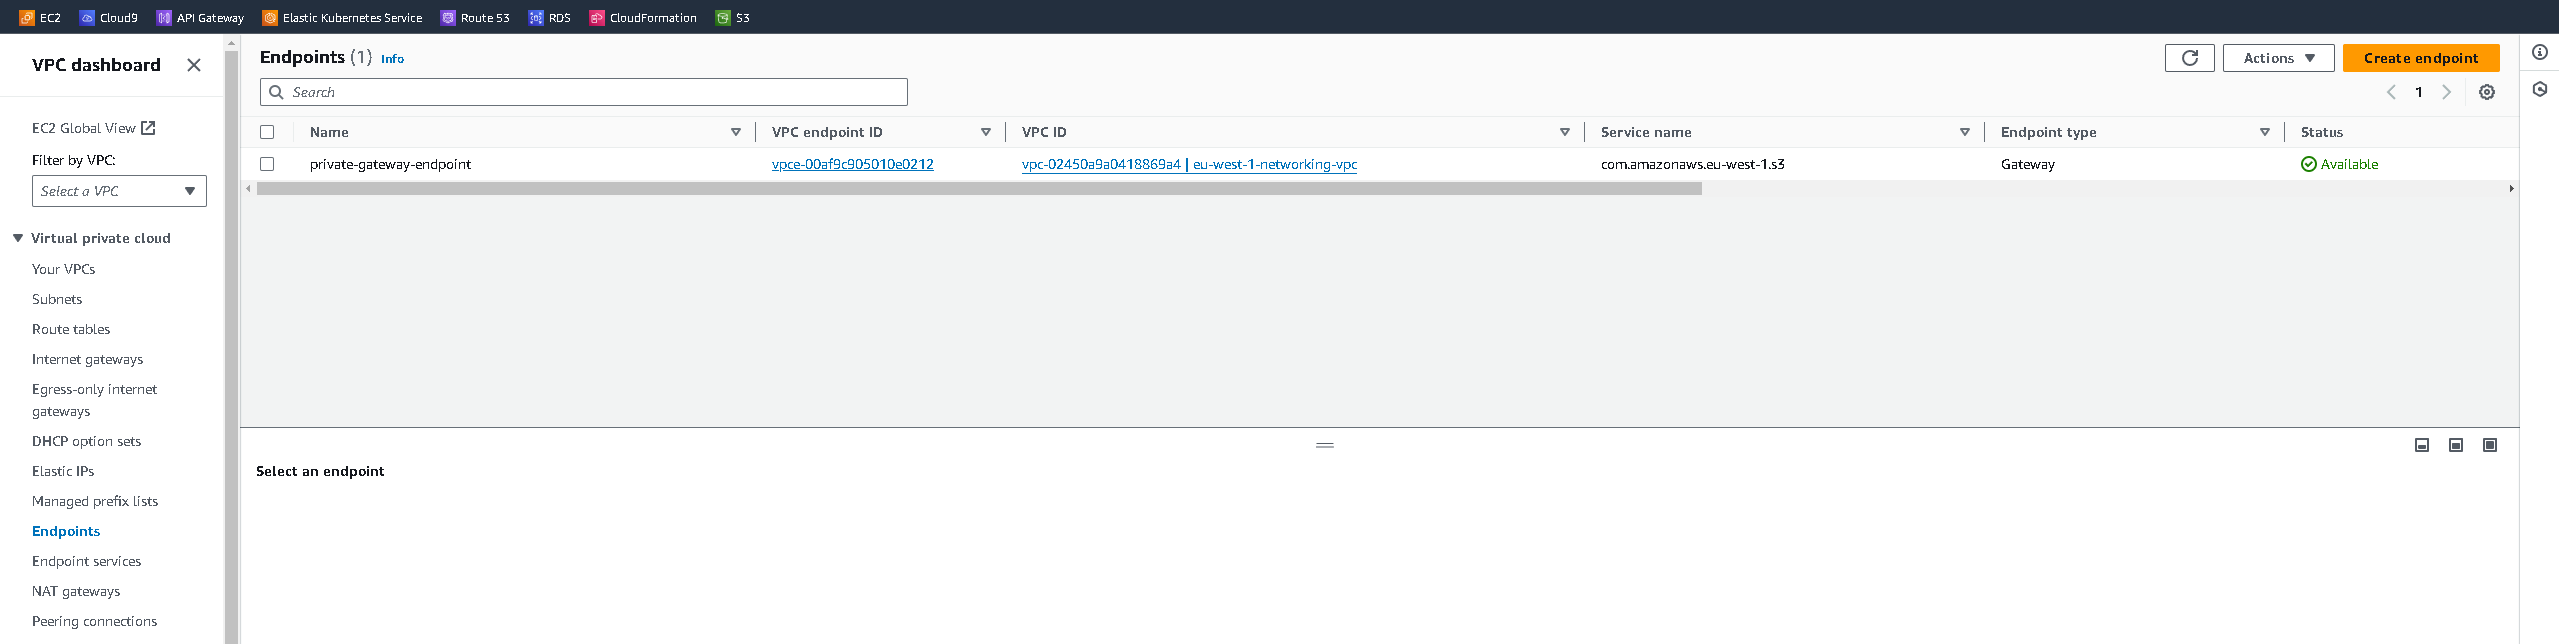 EC2 Cloud9 API Gateway Elastic Kubernetes Service Route 53 RDS CloudFormation S3
VPC dashboard
EC2 Global View
Filter by VPC:
Select a VPC
Virtual private cloud
Your VPCs
Subnets
Route tables
Internet gateways
Egress-only internet
gateways
DHCP option sets
Elastic IPs
Managed prefix lists
Endpoints
Endpoint services
NAT gateways
Peering connections
Endpoints (1) Info
Actions
Create endpoint
Search
1
Name VPC endpoint ID VPC ID Service name Endpoint type Status
private-gateway-endpoint vpce-00af9c905010e0212 vpc-02450a9a0418869a4 | eu-west-1-networking-vpc com.amazonaws.eu-west-1.s3 Gateway Available
Select an endpoint